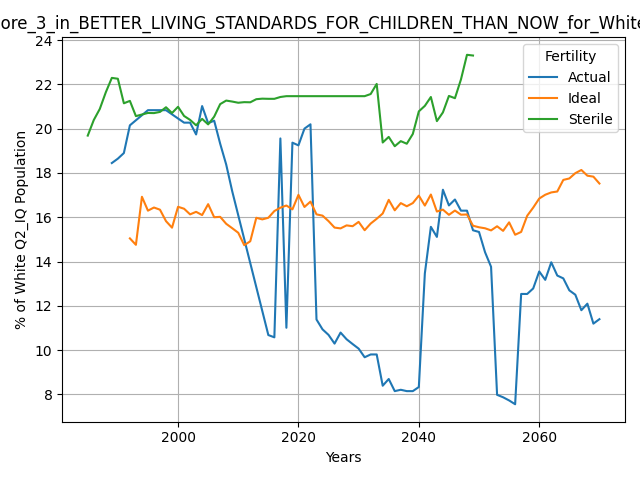 ore_3_in_BETTER_LIVING_STANDARDS_FOR_CHILDREN_THAN_NOW_for_White
24
22
20
18
16
14
12
10
8
% of White Q2_IQ Population
Fertility
Actual
Ideal
Sterile
2000
2020
2040
2060
Years